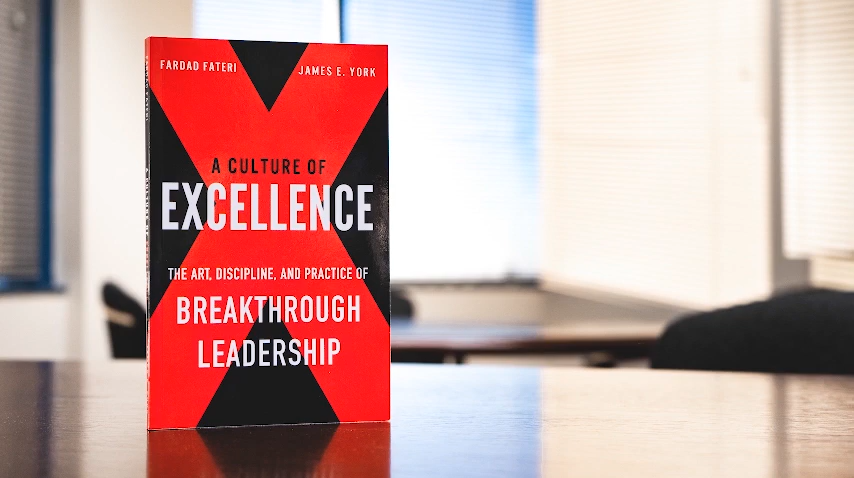 FARDAD FATERI
JAMES E. YORK
A CULTURE OF
EXCELLENCE
THE ART, DISCIPLINE, AND PRACTICE OF
BREAKTHROUGH
LEADERSHIP